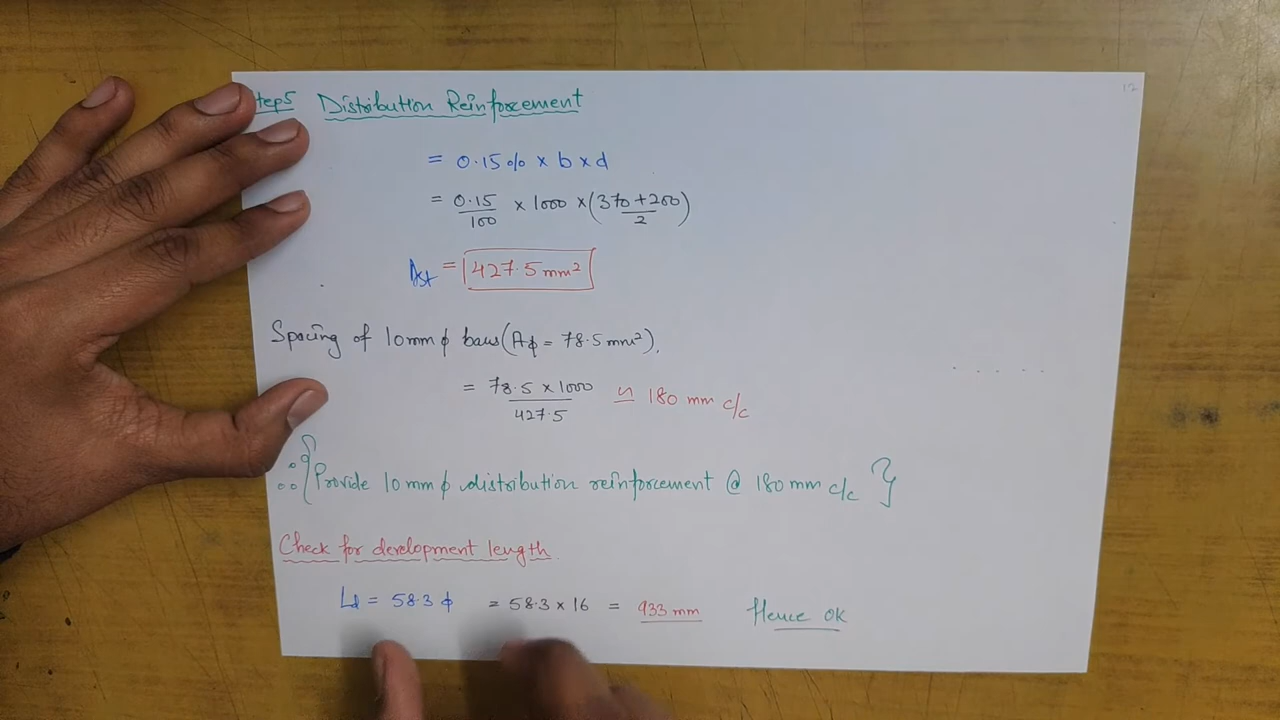 tep5 Distribution Reinforcement
= 0.15% × b × d
= 0.15/100 × 1000 × (370+200/2)
Ast = 427.5 mm²
Spacing of 10mm ϕ bars (Aϕ = 78.5 mm²),
= 78.5 × 1000/427.5 ≃ 180 mm c/c
∴ {Provide 10mm ϕ distribution reinforcement @ 180 mm c/c }
Check for development length
Ld = 58.3 ϕ = 58.3 × 16 = 933 mm Hence OK